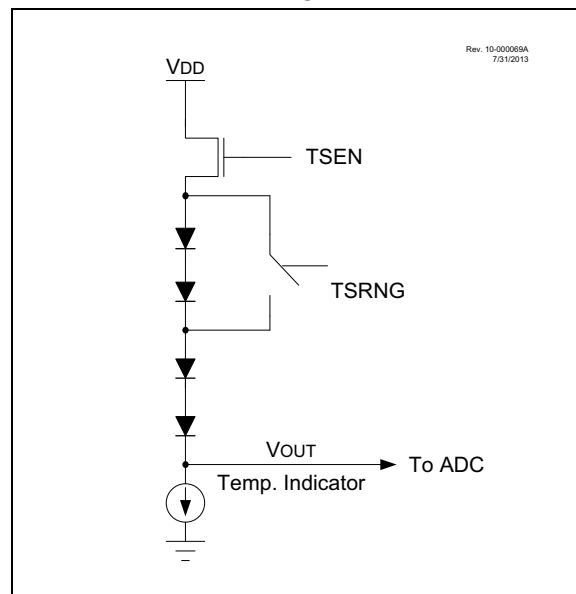 Rev. 10-000069A
7/31/2013
VDD
TSEN
TSRNG
VOUT
To ADC
Temp. Indicator